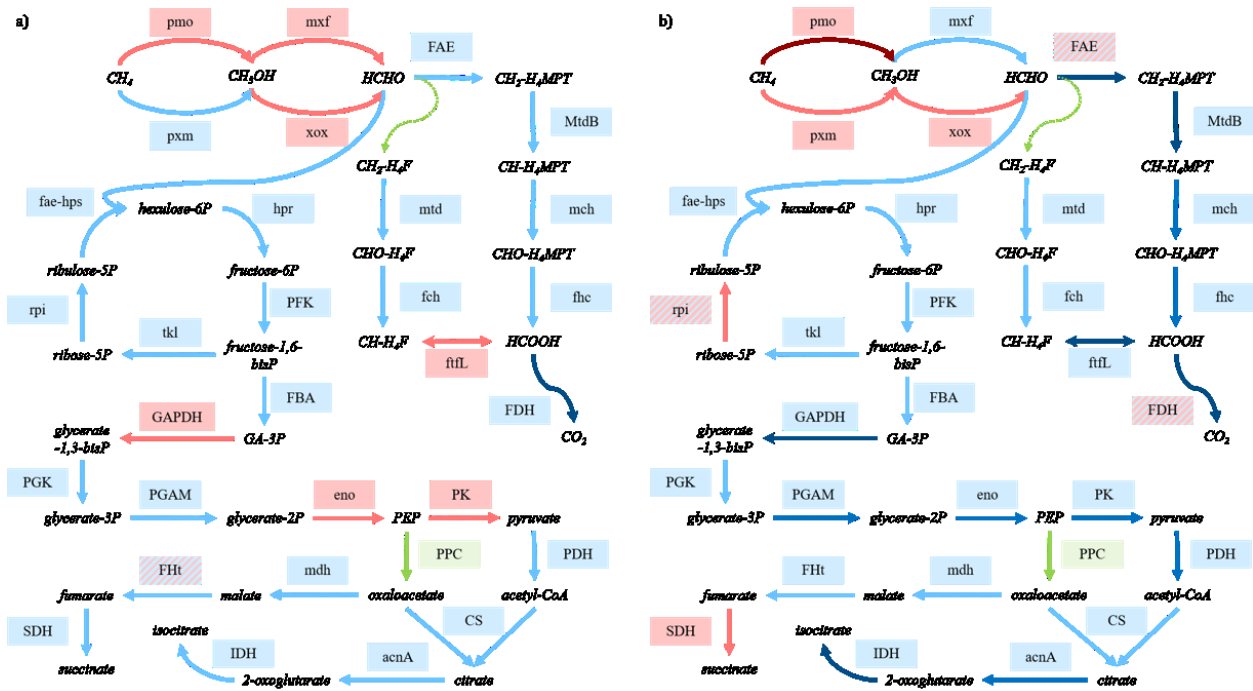 a)
pmo
mxf
FAE
CH₄
CH₃OH
HCHO
CH₂-H₄MPT
pxm
xox
MtdB
CH₂-H₄F
CH-H₄MPT
fae-hps
hexulose-6P
hpr
mtd
mch
ribulose-5P
fructose-6P
CHO-H₄F
CHO-H₄MPT
rpi
tkl
PFK
fch
fhc
ribose-5P
fructose-1,6-
bisP
CH-H₄F
HCOOH
ftfL
FBA
FDH
GAPDH
glycerate
-1,3-bisP
GA-3P
CO₂
PGK
PGAM
eno
PK
glycerate-3P
glycerate-2P
PEP
pyruvate
FHt
mdh
PPC
PDH
fumarate
malate
oxaloacetate
acetyl-CoA
SDH
isocitrate
IDH
acnA
CS
succinate
2-oxoglutarate
citrate
b)
pmo
mxf
FAE
CH₄
CH₃OH
HCHO
CH₂-H₄MPT
pxm
xox
MtdB
CH₂-H₄F
CH-H₄MPT
fae-hps
hexulose-6P
hpr
mtd
mch
ribulose-5P
fructose-6P
CHO-H₄F
CHO-H₄MPT
rpi
tkl
PFK
fch
fhc
ribose-5P
fructose-1,6-
bisP
CH-H₄F
HCOOH
ftfL
FBA
FDH
GAPDH
glycerate
-1,3-bisP
GA-3P
CO₂
PGK
PGAM
eno
PK
glycerate-3P
glycerate-2P
PEP
pyruvate
FHt
mdh
PPC
PDH
fumarate
malate
oxaloacetate
acetyl-CoA
SDH
isocitrate
IDH
acnA
CS
succinate
2-oxoglutarate
citrate